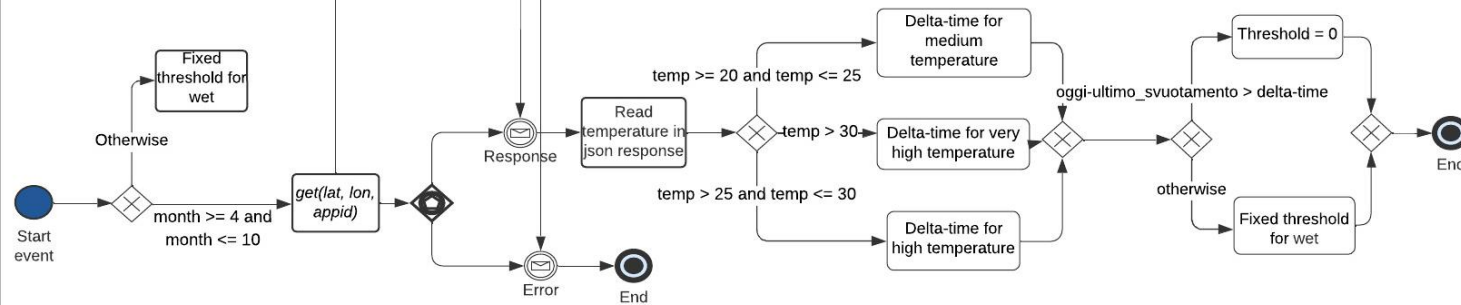 Start
event
Otherwise
Fixed
threshold for
wet
month >= 4 and
month <= 10
get(lat, lon,
appid)
Response
Error
End
Read
temperature in
json response
temp >= 20 and temp <= 25
temp > 30
temp > 25 and temp <= 30
Delta-time for
medium
temperature
Delta-time for very
high temperature
Delta-time for
high temperature
oggi-ultimo_svuotamento > delta-time
otherwise
Threshold = 0
Fixed threshold
for wet
End